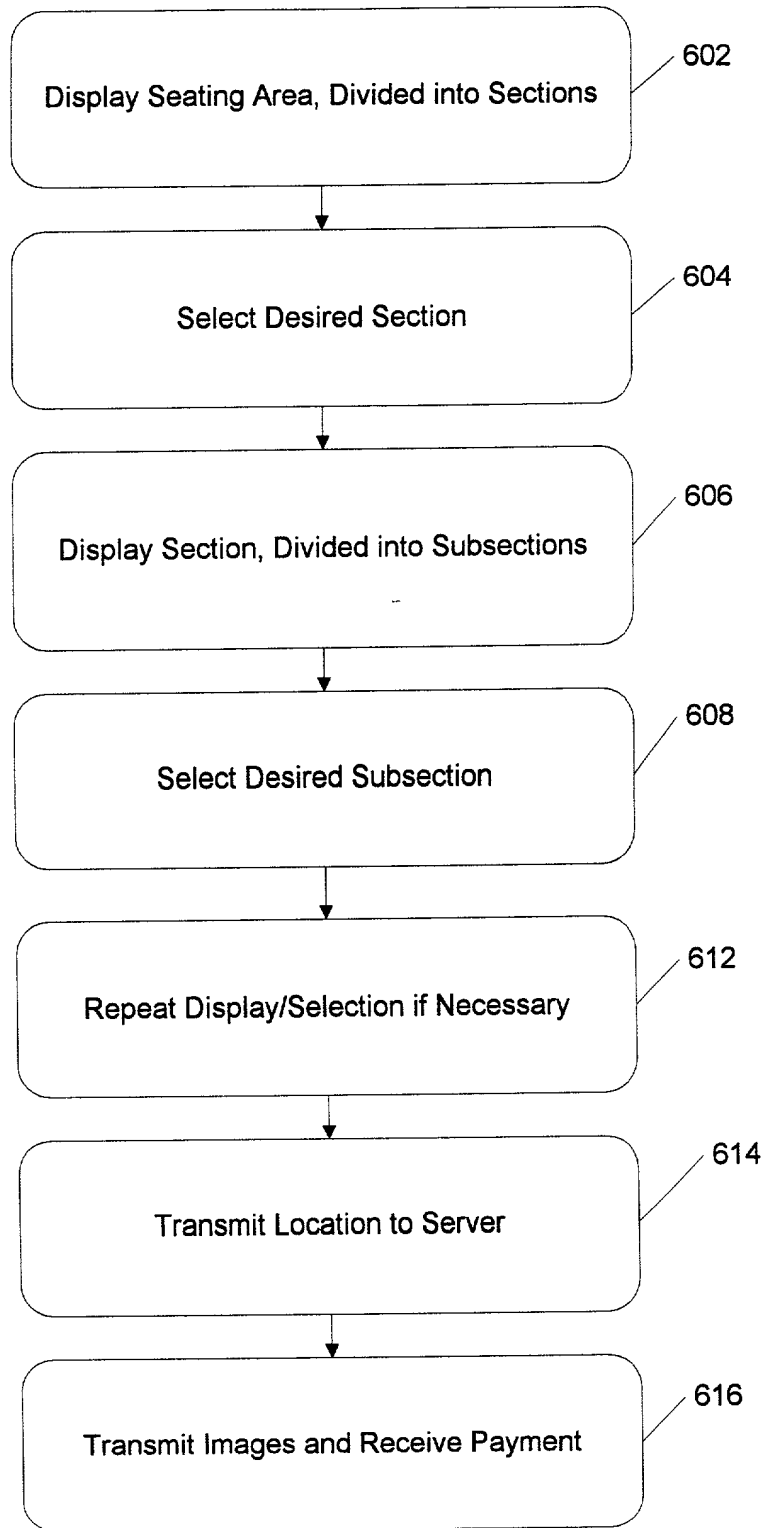 602
Display Seating Area, Divided into Sections
604
Select Desired Section
606
Display Section, Divided into Subsections
608
Select Desired Subsection
612
Repeat Display/Selection if Necessary
614
Transmit Location to Server
616
Transmit Images and Receive Payment